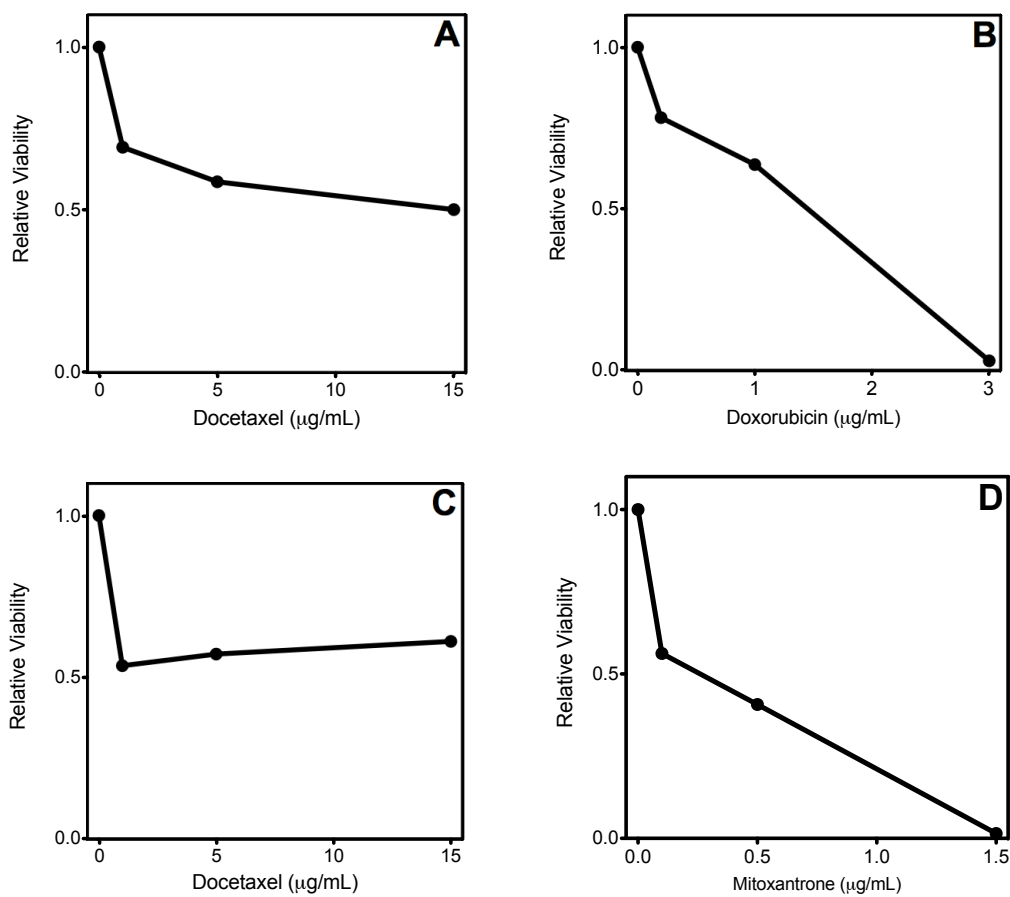 A
1.0
0.5
0.0
Relative Viability
0 5 10 15
Docetaxel (μg/mL)
B
1.0
0.5
0.0
Relative Viability
0 1 2 3
Doxorubicin (μg/mL)
C
1.0
0.5
0.0
Relative Viability
0 5 10 15
Docetaxel (μg/mL)
D
1.0
0.5
0.0
Relative Viability
0.0 0.5 1.0 1.5
Mitoxantrone (μg/mL)